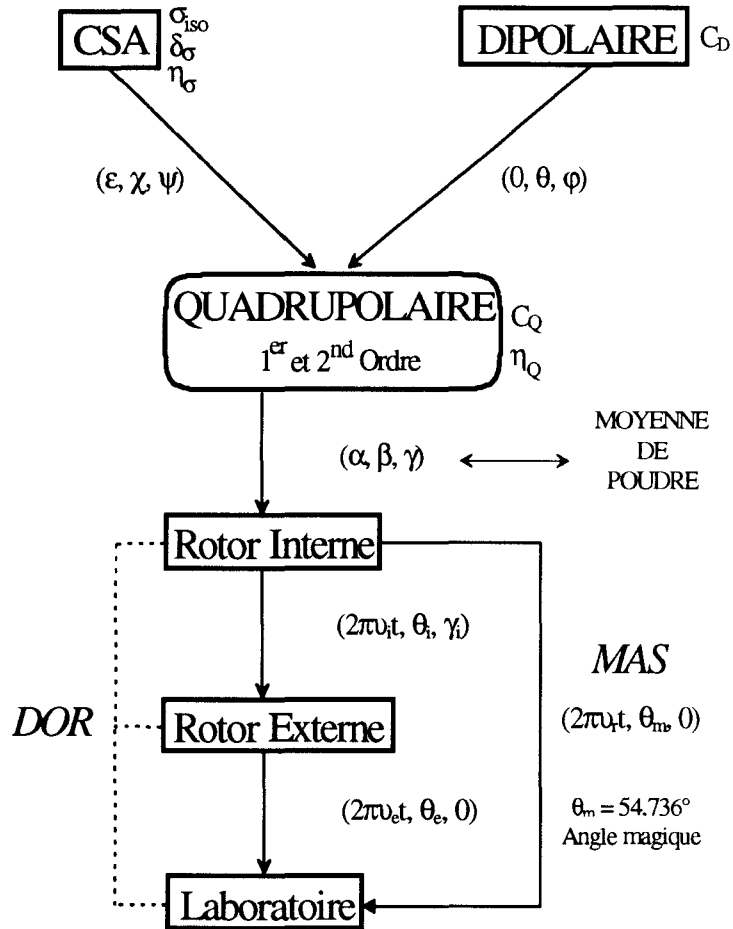 CSA
σiso
δσ
ησ
DIPOLAIRE CD
(ε, χ, ψ)
(0, θ, φ)
QUADRUPOLAIRE CQ
1er et 2nd Ordre ηQ
(α, β, γ)
MOYENNE
DE
POUDRE
Rotor Interne
(2πυit, θi, γi)
MAS
DOR
Rotor Externe
(2πυrt, θm, 0)
(2πυet, θe, 0)
θm = 54.736°
Angle magique
Laboratoire